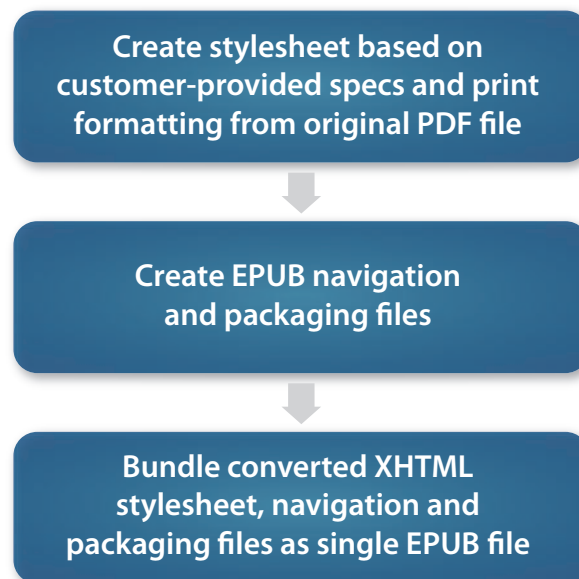 Create stylesheet based on
customer-provided specs and print
formatting from original PDF file
Create EPUB navigation
and packaging files
Bundle converted XHTML
stylesheet, navigation and
packaging files as single EPUB file